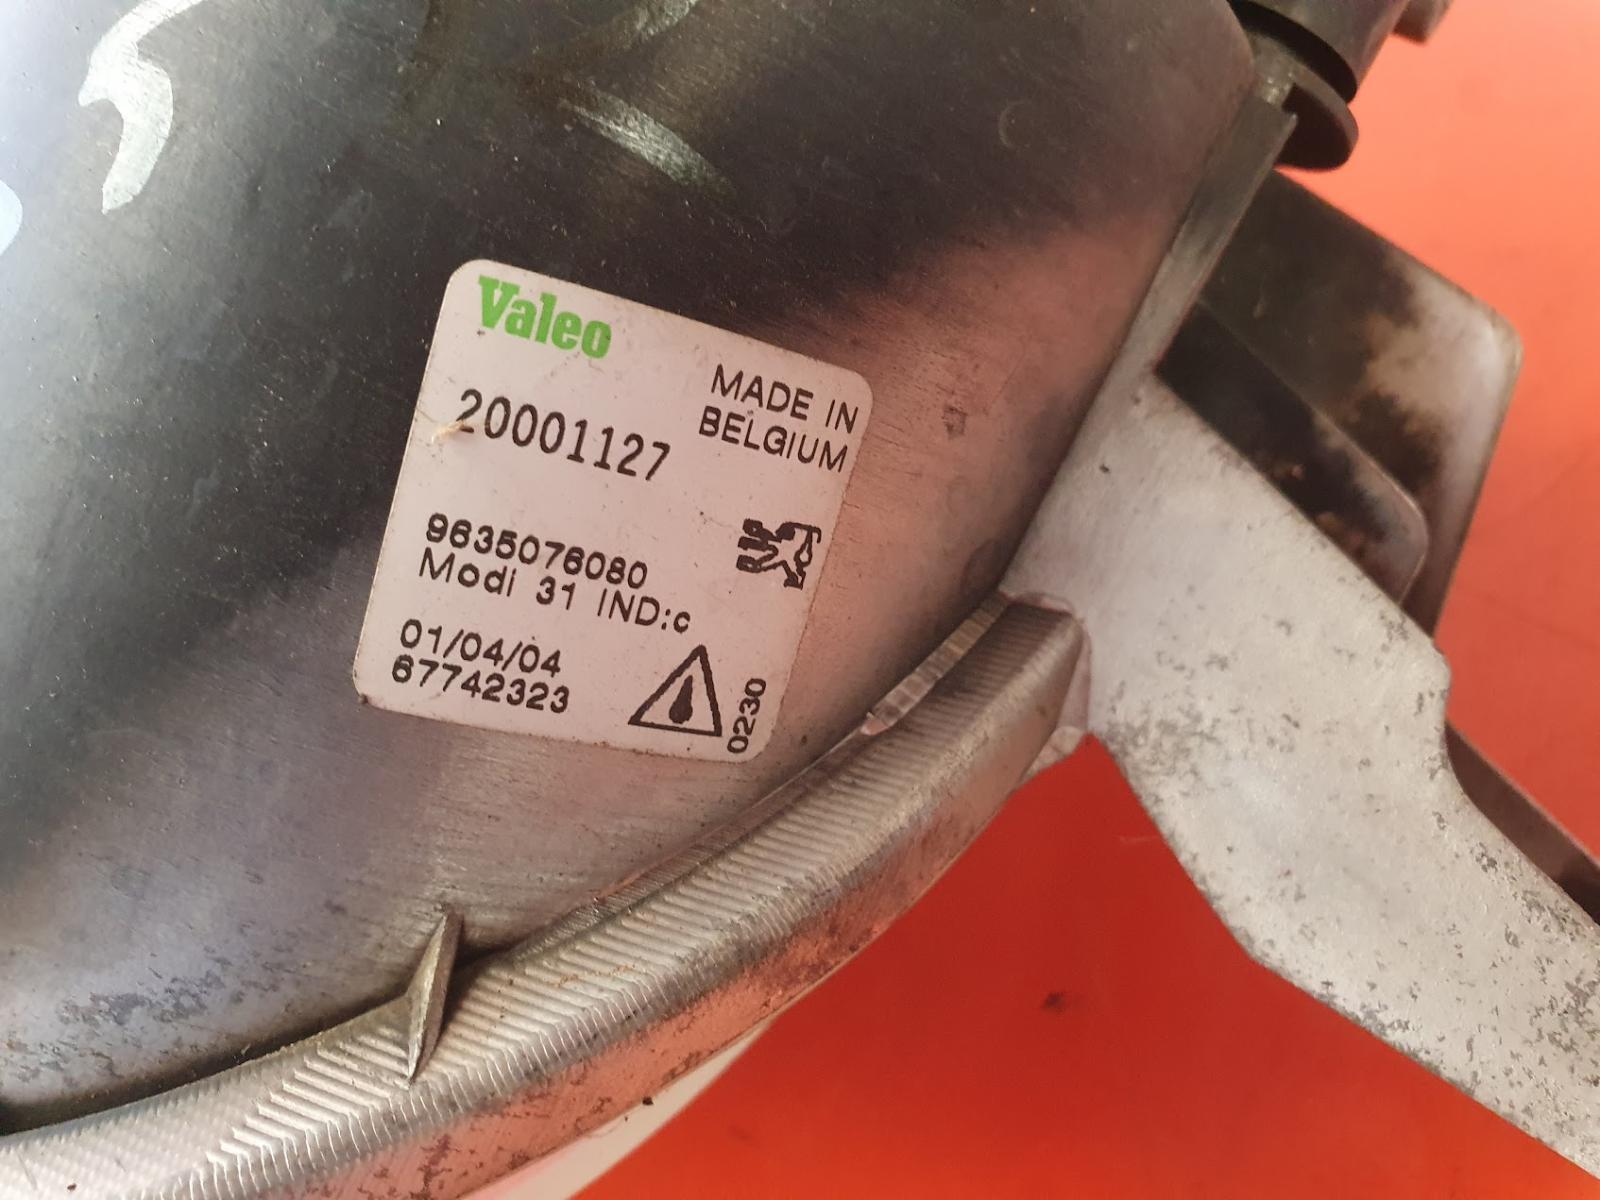 Valeo
MADE IN
BELGIUM
20001127
9635076080
Modi 31 IND:c
01/04/04
67742323
0230